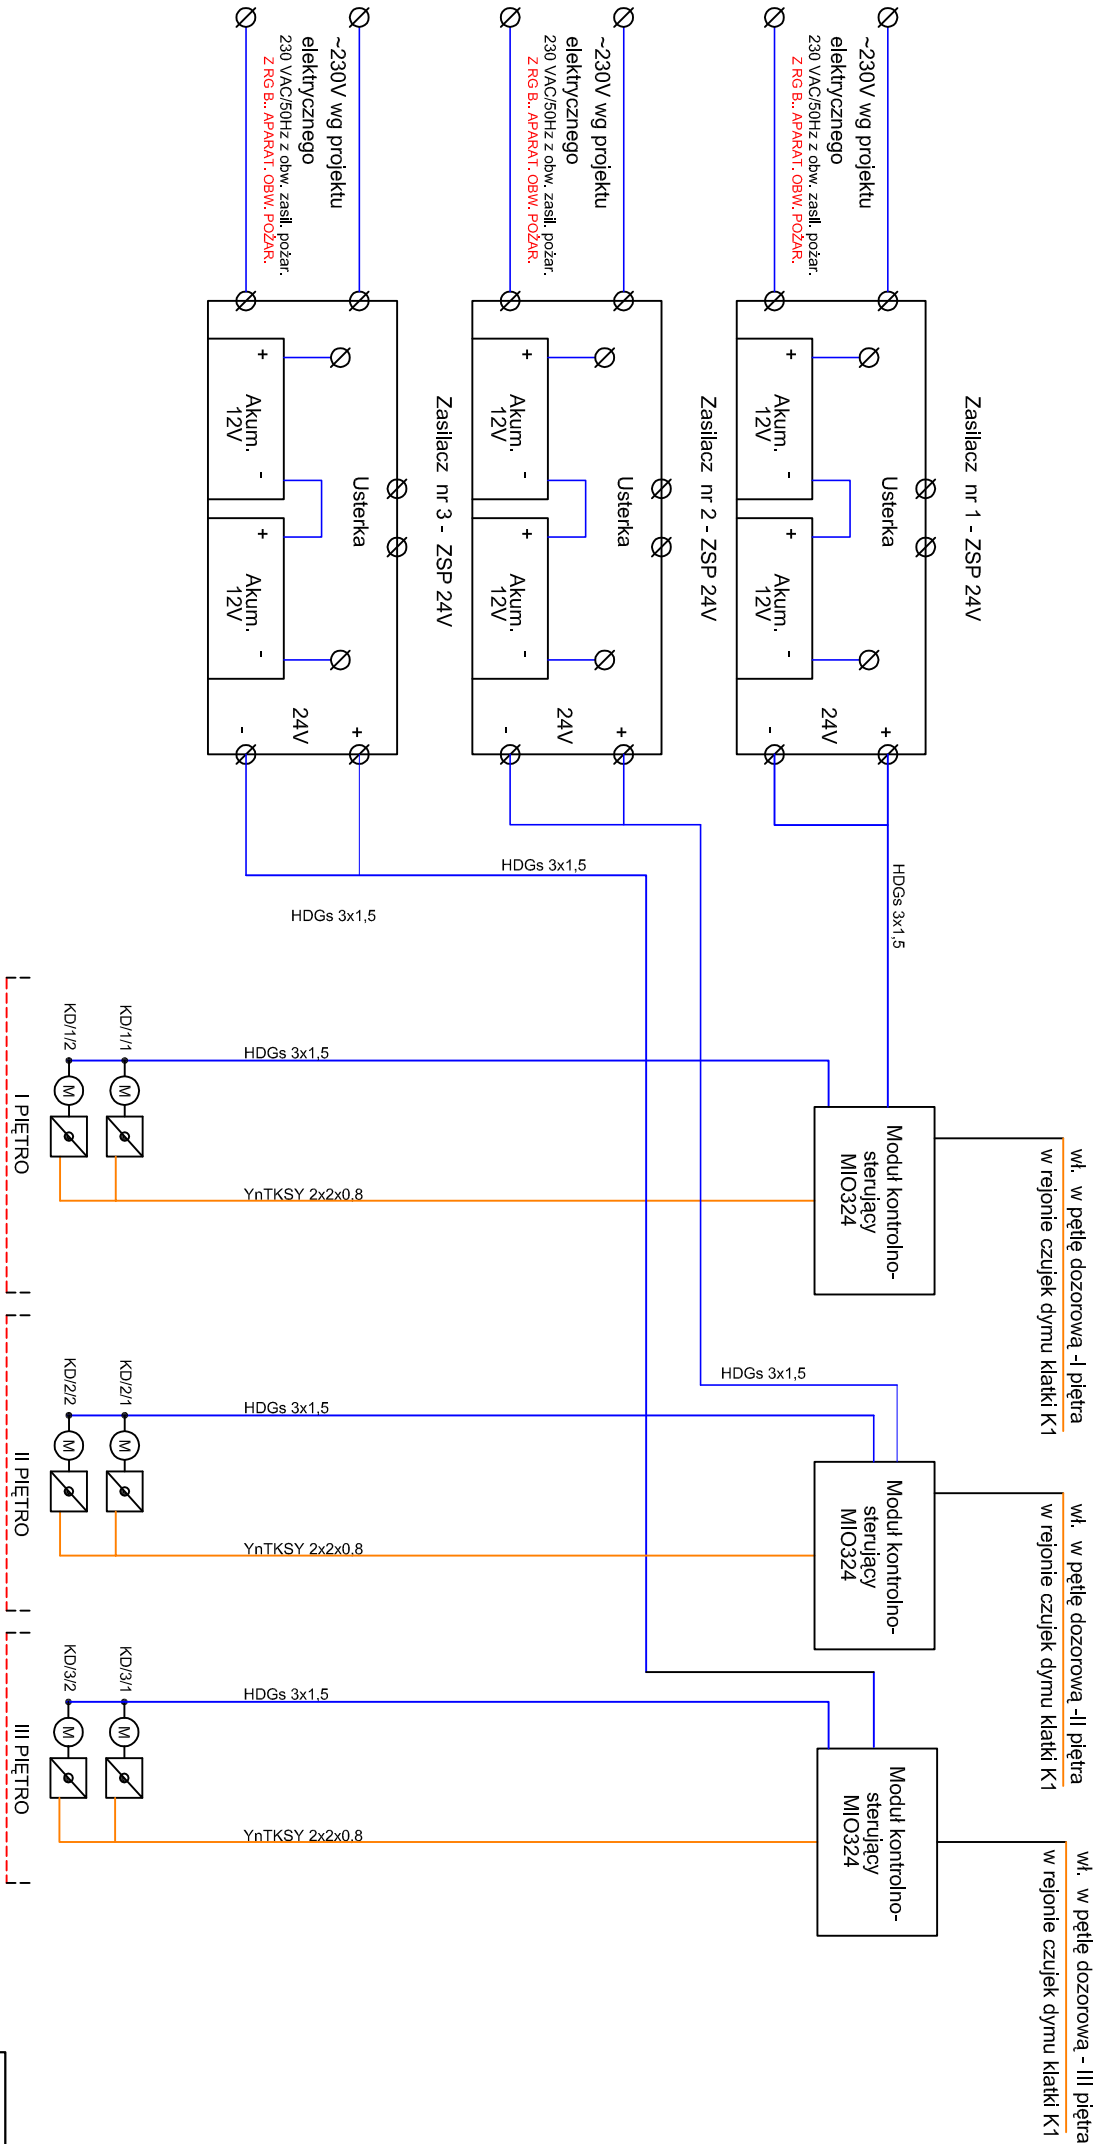 ~230V wg projektu
elektrycznego
230 VAC/50Hz z obw. zasil. pożar.
Z RG B.. APARAT. OBW. POŻAR.
Zasilacz nr 1 - ZSP 24V
Usterka
+
Akum.
12V
-
+
Akum.
12V
-
24V
+
-
HDGs 3x1,5
~230V wg projektu
elektrycznego
230 VAC/50Hz z obw. zasil. pożar.
Z RG B.. APARAT. OBW. POŻAR.
Zasilacz nr 2 - ZSP 24V
Usterka
+
Akum.
12V
-
+
Akum.
12V
-
24V
+
-
~230V wg projektu
elektrycznego
230 VAC/50Hz z obw. zasil. pożar.
Z RG B.. APARAT. OBW. POŻAR.
Zasilacz nr 3 - ZSP 24V
Usterka
+
Akum.
12V
-
+
Akum.
12V
-
24V
+
-
HDGs 3x1,5
HDGs 3x1,5
wł. w pętlę dozorową -I piętra
w rejonie czujek dymu klatki K1
Moduł kontrolno-
sterujący
MIO324
HDGs 3x1,5
YnTKSY 2x2x0.8
KD/1/1
M
KD/1/2
M
I PIĘTRO
wł. w pętlę dozorową -II piętra
w rejonie czujek dymu klatki K1
HDGs 3x1,5
Moduł kontrolno-
sterujący
MIO324
HDGs 3x1,5
YnTKSY 2x2x0.8
KD/2/1
M
KD/2/2
M
II PIĘTRO
wł. w pętlę dozorową - III piętra
w rejonie czujek dymu klatki K1
Moduł kontrolno-
sterujący
MIO324
HDGs 3x1,5
YnTKSY 2x2x0.8
KD/3/1
M
KD/3/2
M
III PIĘTRO